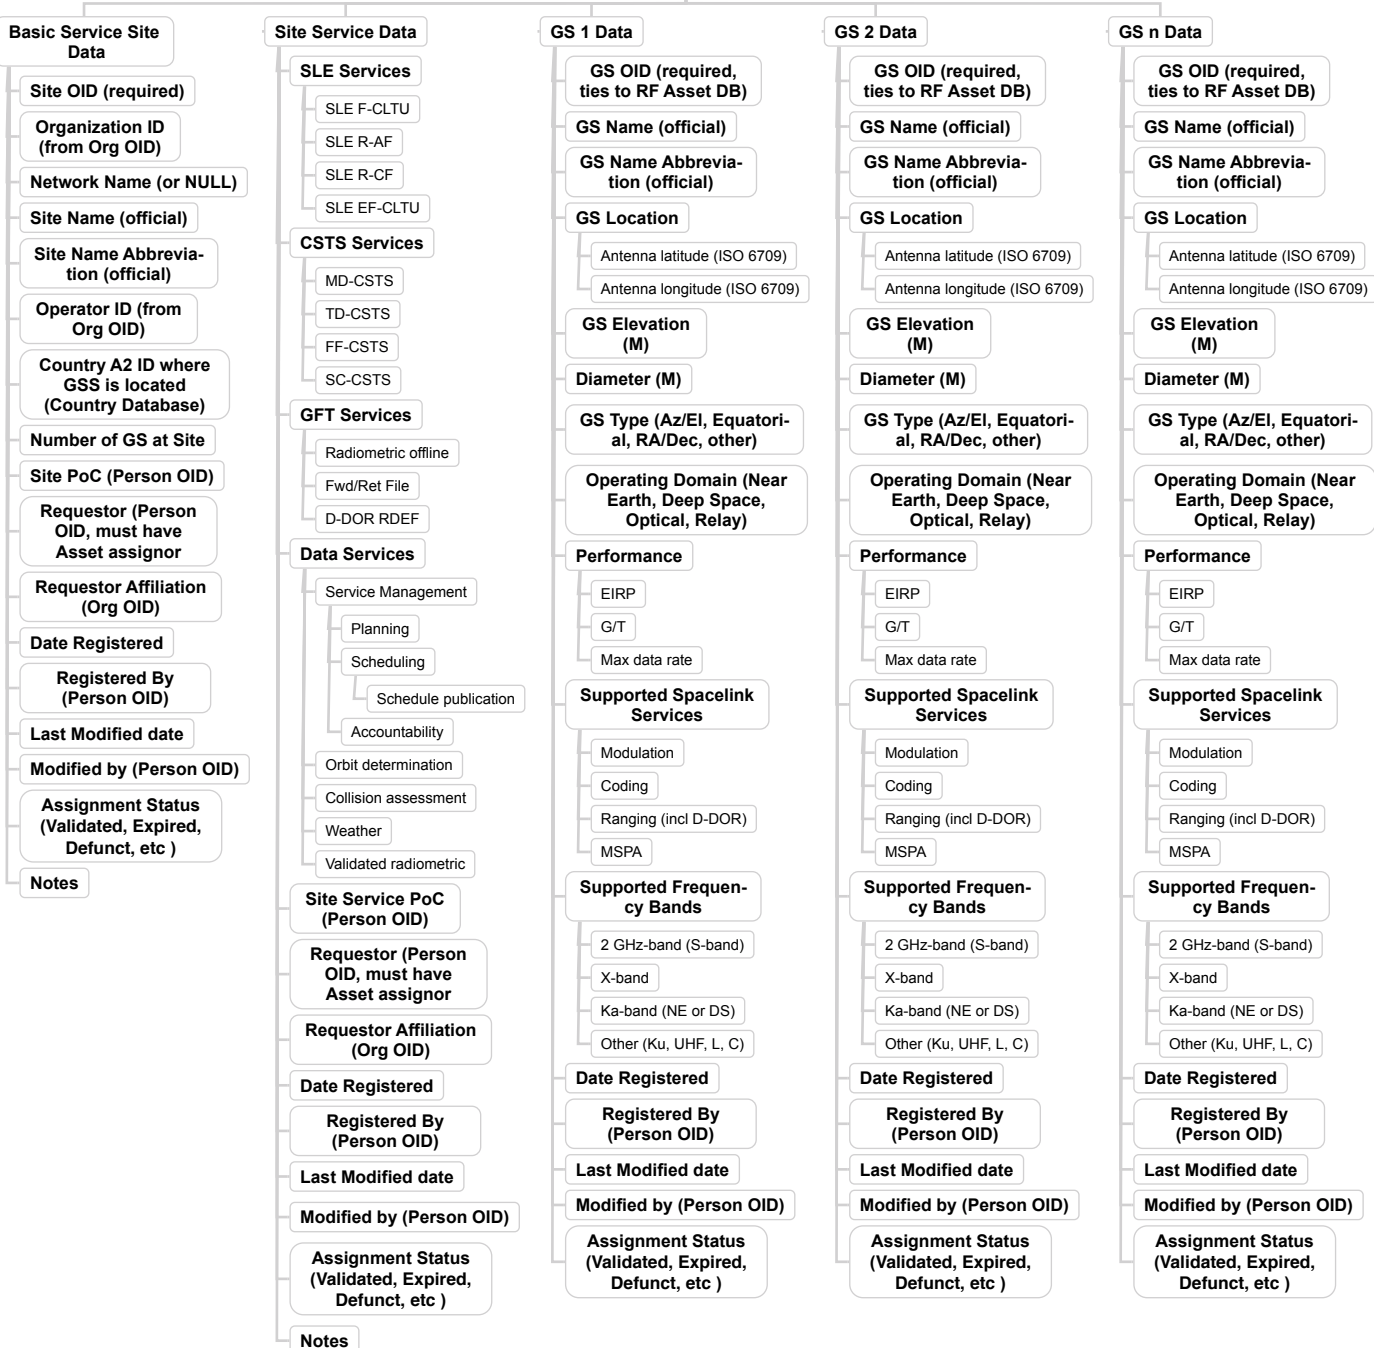 Basic Service Site
Data
Site OID (required)
Organization ID
(from Org OID)
Network Name (or NULL)
Site Name (official)
Site Name Abbrevia-
tion (official)
Operator ID (from
Org OID)
Country A2 ID where
GSS is located
(Country Database)
Number of GS at Site
Site PoC (Person OID)
Requestor (Person
OID, must have
Asset assignor
Requestor Affiliation
(Org OID)
Date Registered
Registered By
(Person OID)
Last Modified date
Modified by (Person OID)
Assignment Status
(Validated, Expired,
Defunct, etc )
Notes
Site Service Data
SLE Services
SLE F-CLTU
SLE R-AF
SLE R-CF
SLE EF-CLTU
CSTS Services
MD-CSTS
TD-CSTS
FF-CSTS
SC-CSTS
GFT Services
Radiometric offline
Fwd/Ret File
D-DOR RDEF
Data Services
Service Management
Planning
Scheduling
Schedule publication
Accountability
Orbit determination
Collision assessment
Weather
Validated radiometric
Site Service PoC
(Person OID)
Requestor (Person
OID, must have
Asset assignor
Requestor Affiliation
(Org OID)
Date Registered
Registered By
(Person OID)
Last Modified date
Modified by (Person OID)
Assignment Status
(Validated, Expired,
Defunct, etc )
Notes
GS 1 Data
GS OID (required,
ties to RF Asset DB)
GS Name (official)
GS Name Abbrevia-
tion (official)
GS Location
Antenna latitude (ISO 6709)
Antenna longitude (ISO 6709)
GS Elevation
(M)
Diameter (M)
GS Type (Az/El, Equatori-
al, RA/Dec, other)
Operating Domain (Near
Earth, Deep Space,
Optical, Relay)
Performance
EIRP
G/T
Max data rate
Supported Spacelink
Services
Modulation
Coding
Ranging (incl D-DOR)
MSPA
Supported Frequen-
cy Bands
2 GHz-band (S-band)
X-band
Ka-band (NE or DS)
Other (Ku, UHF, L, C)
Date Registered
Registered By
(Person OID)
Last Modified date
Modified by (Person OID)
Assignment Status
(Validated, Expired,
Defunct, etc )
GS 2 Data
GS OID (required,
ties to RF Asset DB)
GS Name (official)
GS Name Abbrevia-
tion (official)
GS Location
Antenna latitude (ISO 6709)
Antenna longitude (ISO 6709)
GS Elevation
(M)
Diameter (M)
GS Type (Az/El, Equatori-
al, RA/Dec, other)
Operating Domain (Near
Earth, Deep Space,
Optical, Relay)
Performance
EIRP
G/T
Max data rate
Supported Spacelink
Services
Modulation
Coding
Ranging (incl D-DOR)
MSPA
Supported Frequen-
cy Bands
2 GHz-band (S-band)
X-band
Ka-band (NE or DS)
Other (Ku, UHF, L, C)
Date Registered
Registered By
(Person OID)
Last Modified date
Modified by (Person OID)
Assignment Status
(Validated, Expired,
Defunct, etc )
GS n Data
GS OID (required,
ties to RF Asset DB)
GS Name (official)
GS Name Abbrevia-
tion (official)
GS Location
Antenna latitude (ISO 6709)
Antenna longitude (ISO 6709)
GS Elevation
(M)
Diameter (M)
GS Type (Az/El, Equatori-
al, RA/Dec, other)
Operating Domain (Near
Earth, Deep Space,
Optical, Relay)
Performance
EIRP
G/T
Max data rate
Supported Spacelink
Services
Modulation
Coding
Ranging (incl D-DOR)
MSPA
Supported Frequen-
cy Bands
2 GHz-band (S-band)
X-band
Ka-band (NE or DS)
Other (Ku, UHF, L, C)
Date Registered
Registered By
(Person OID)
Last Modified date
Modified by (Person OID)
Assignment Status
(Validated, Expired,
Defunct, etc )